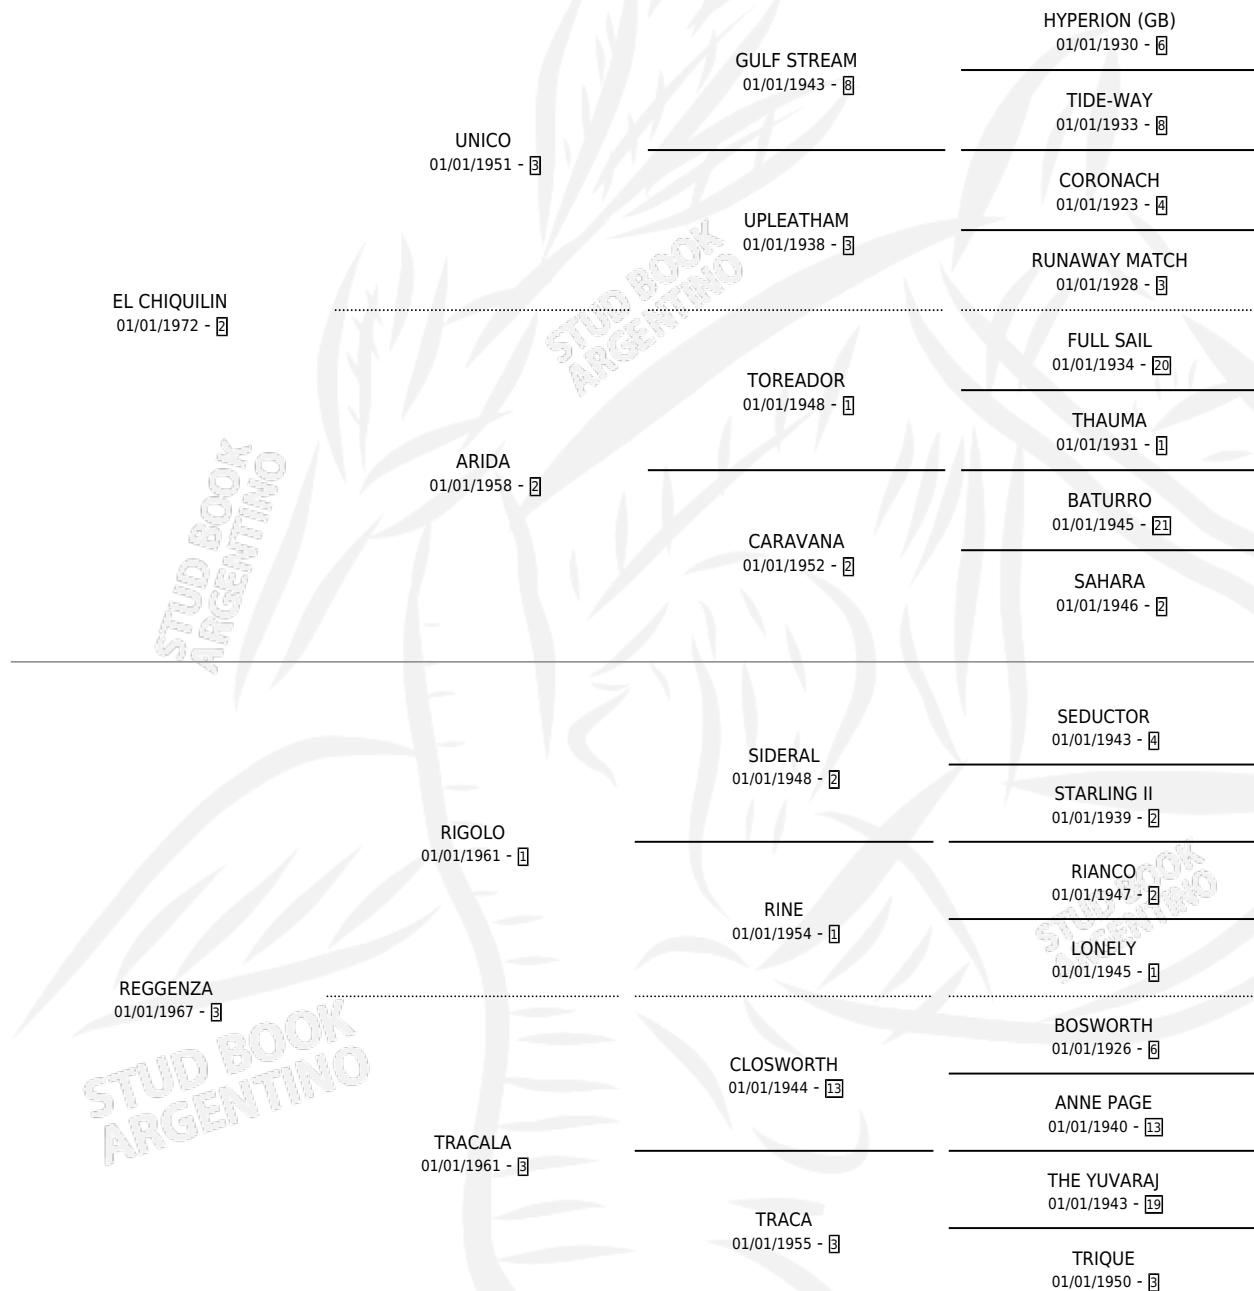 HYPERION (GB)
01/01/1930 - 6
GULF STREAM
01/01/1943 - 8
TIDE-WAY
01/01/1933 - 8
UNICO
01/01/1951 - 3
CORONACH
01/01/1923 - 4
UPLEATHAM
01/01/1938 - 3
RUNAWAY MATCH
01/01/1928 - 3
EL CHIQUILIN
01/01/1972 - 2
STUD BOOK
ARGENTINO
FULL SAIL
01/01/1934 - 20
TOREADOR
01/01/1948 - 1
THAUMA
01/01/1931 - 1
ARIDA
01/01/1958 - 2
BATURRO
01/01/1945 - 21
CARAVANA
01/01/1952 - 2
SAHARA
01/01/1946 - 2
STUD BOOK
ARGENTINO
SEDUCTOR
01/01/1943 - 4
SIDERAL
01/01/1948 - 2
STARLING II
01/01/1939 - 2
RIGOLO
01/01/1961 - 1
RIANCO
01/01/1947 - 2
RINE
01/01/1954 - 1
LONELY
01/01/1945 - 1
STUD BOOK
ARGENTINO
REGGENZA
01/01/1967 - 3
BOSWORTH
01/01/1926 - 6
CLOSWORTH
01/01/1944 - 13
ANNE PAGE
01/01/1940 - 13
STUD BOOK
ARGENTINO
TRACALA
01/01/1961 - 3
THE YUVARAJ
01/01/1943 - 19
TRACA
01/01/1955 - 3
TRIQUE
01/01/1950 - 3